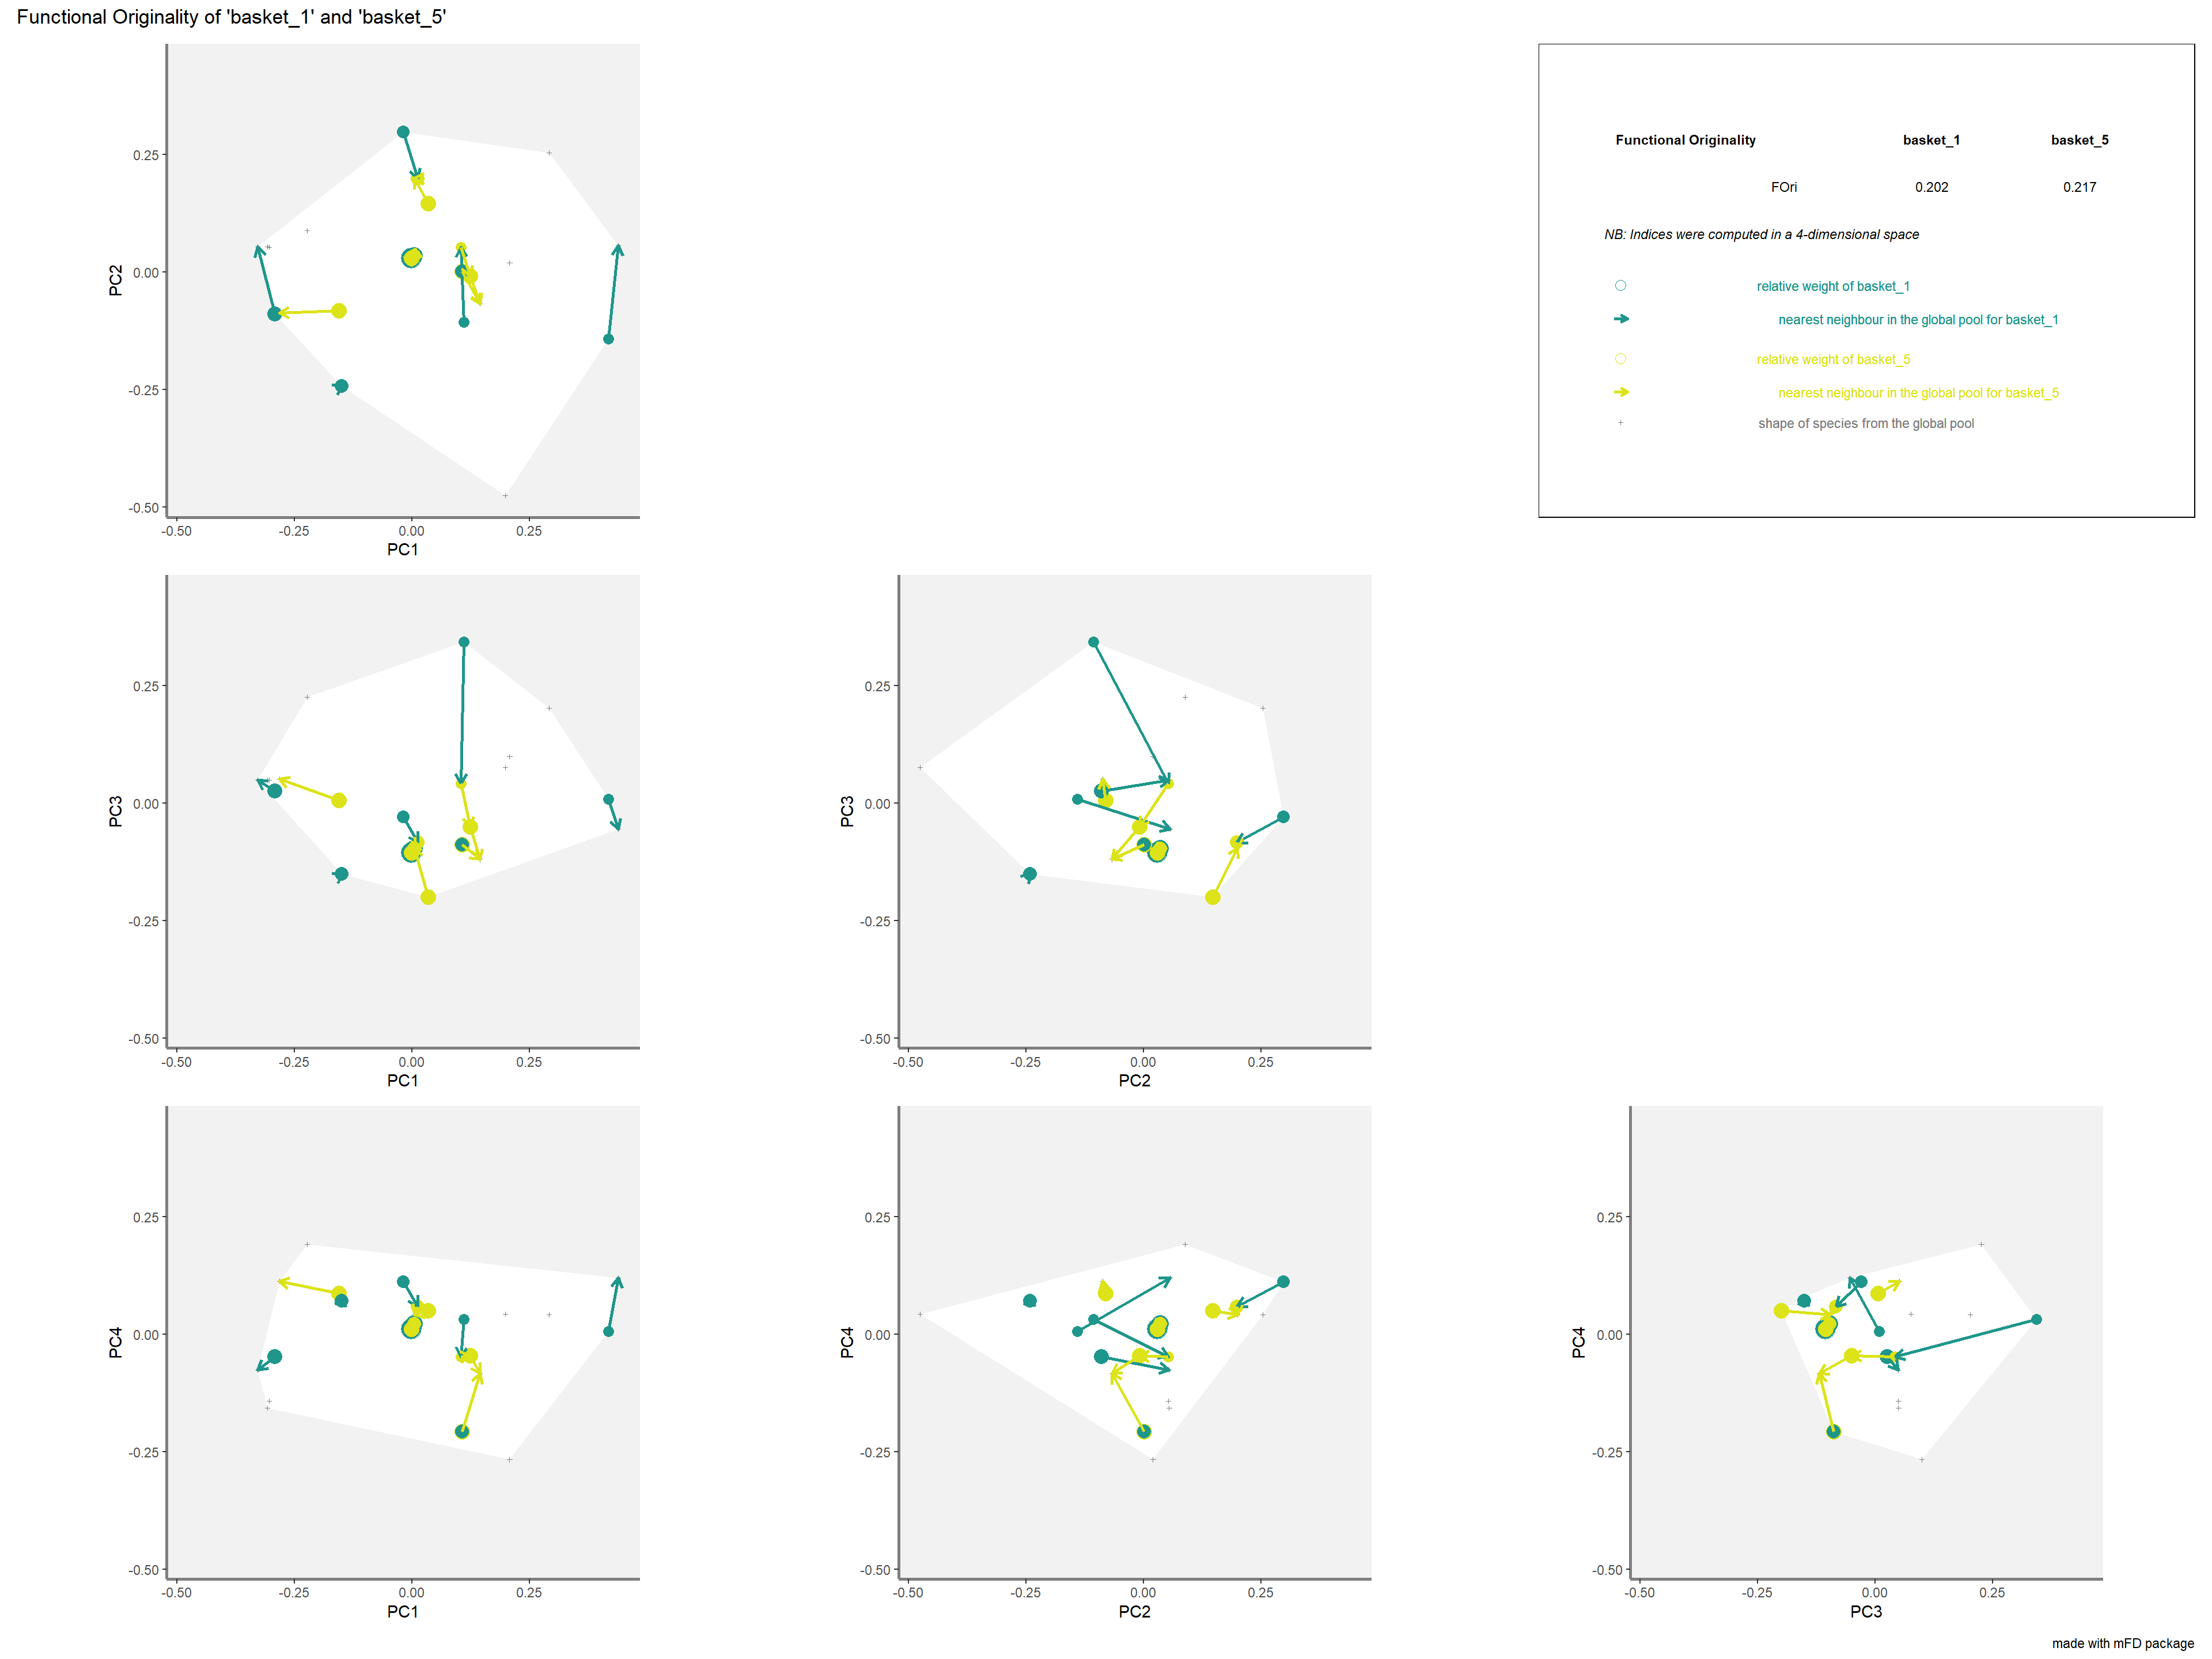 Functional Originality of 'basket_1' and 'basket_5'
0.25
0.00
-0.25
-0.50
PC2
-0.50 -0.25 0.00 0.25
PC1
Functional Originality basket_1 basket_5
FOri 0.202 0.217
NB: Indices were computed in a 4-dimensional space
relative weight of basket_1
nearest neighbour in the global pool for basket_1
relative weight of basket_5
nearest neighbour in the global pool for basket_5
shape of species from the global pool
0.25
0.00
-0.25
-0.50
PC3
-0.50 -0.25 0.00 0.25
PC1
0.25
0.00
-0.25
-0.50
PC3
-0.50 -0.25 0.00 0.25
PC2
0.25
0.00
-0.25
-0.50
PC4
-0.50 -0.25 0.00 0.25
PC1
0.25
0.00
-0.25
-0.50
PC4
-0.50 -0.25 0.00 0.25
PC2
0.25
0.00
-0.25
-0.50
PC4
-0.50 -0.25 0.00 0.25
PC3
made with mFD package